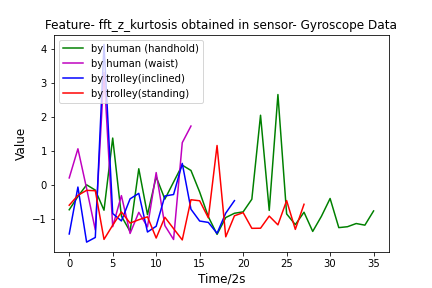 Feature- fft_z_kurtosis obtained in sensor- Gyroscope Data
by human (handhold)
by human (waist)
by trolley(inclined)
by trolley(standing)
Value
4
3
2
1
0
−1
0
5
10
15
20
25
30
35
Time/2s